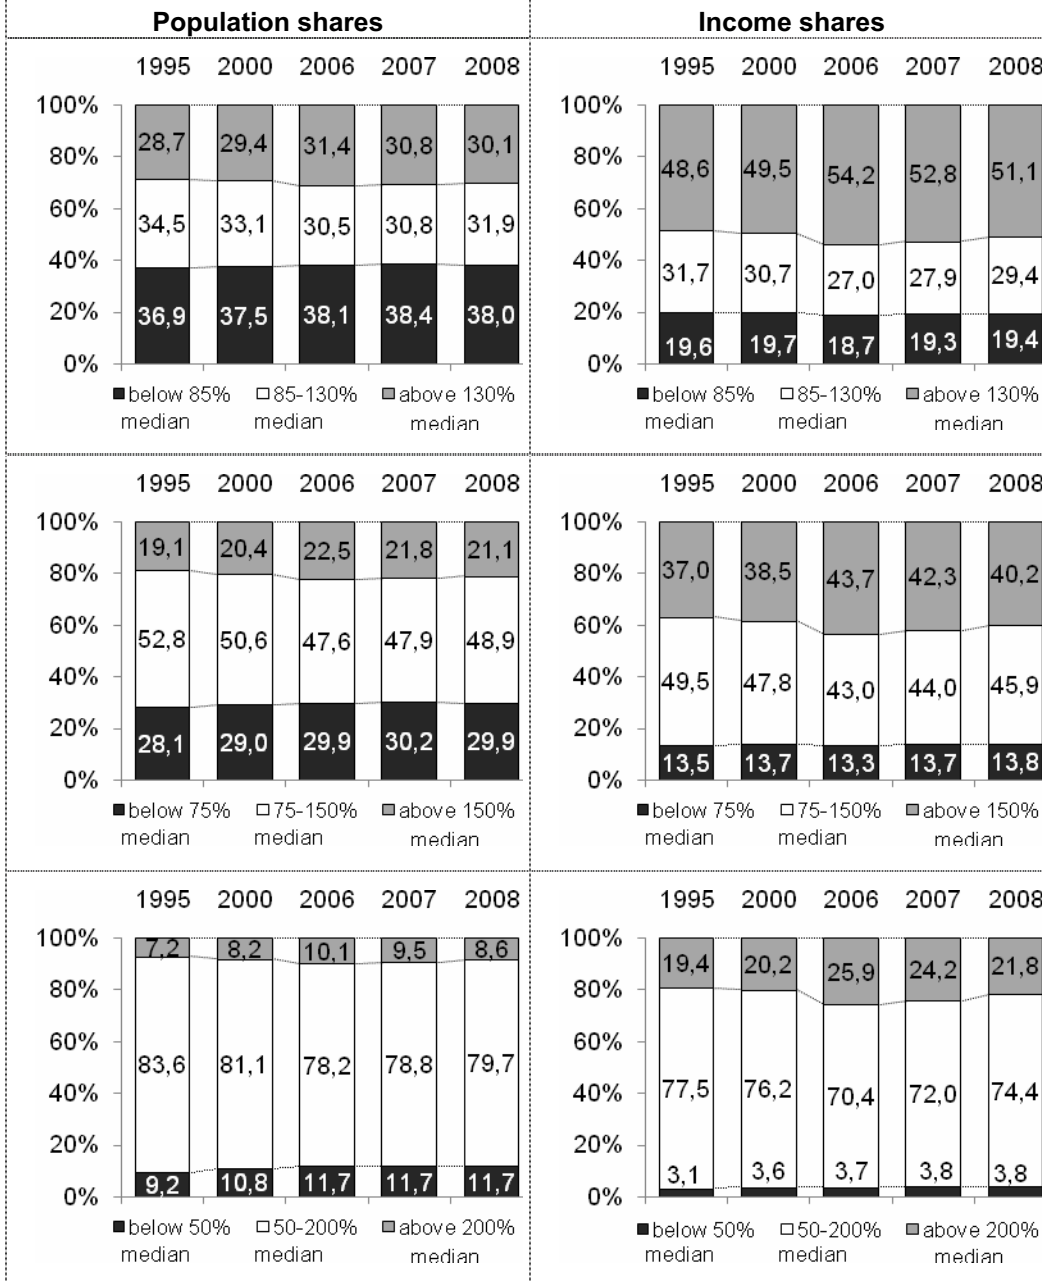 Population shares
Income shares
1995 2000 2006 2007 2008
100%
80%
60%
40%
20%
0%
28,7 29,4 31,4 30,8 30,1
34,5 33,1 30,5 30,8 31,9
36,9 37,5 38,1 38,4 38,0
below 85% median 85-130% median above 130% median
1995 2000 2006 2007 2008
100%
80%
60%
40%
20%
0%
48,6 49,5 54,2 52,8 51,1
31,7 30,7 27,0 27,9 29,4
19,6 19,7 18,7 19,3 19,4
below 85% median 85-130% median above 130% median
1995 2000 2006 2007 2008
100%
80%
60%
40%
20%
0%
19,1 20,4 22,5 21,8 21,1
52,8 50,6 47,6 47,9 48,9
28,1 29,0 29,9 30,2 29,9
below 75% median 75-150% median above 150% median
1995 2000 2006 2007 2008
100%
80%
60%
40%
20%
0%
37,0 38,5 43,7 42,3 40,2
49,5 47,8 43,0 44,0 45,9
13,5 13,7 13,3 13,7 13,8
below 75% median 75-150% median above 150% median
1995 2000 2006 2007 2008
100%
80%
60%
40%
20%
0%
7,2 8,2 10,1 9,5 8,6
83,6 81,1 78,2 78,8 79,7
9,2 10,8 11,7 11,7 11,7
below 50% median 50-200% median above 200% median
1995 2000 2006 2007 2008
100%
80%
60%
40%
20%
0%
19,4 20,2 25,9 24,2 21,8
77,5 76,2 70,4 72,0 74,4
3,1 3,6 3,7 3,8 3,8
below 50% median 50-200% median above 200% median